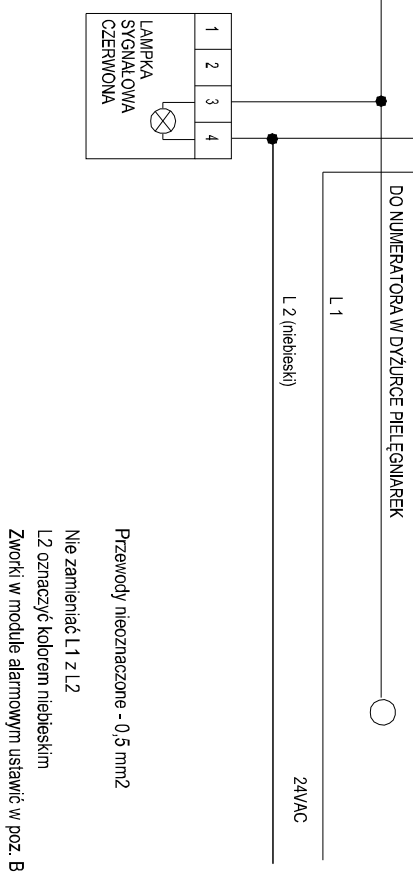 DO NUMERATORA W DYŻURCE PIELĘGNIAREK
L 1
L 2 (niebieski)
24VAC
1
2
3
4
LAMPKA
SYGNAŁOWA
CZERWONA
Przewody nieoznaczone - 0,5 mm2
Nie zamieniać L1 z L2
L2 oznaczyć kolorem niebieskim
Zworki w module alarmowym ustawić w poz. B